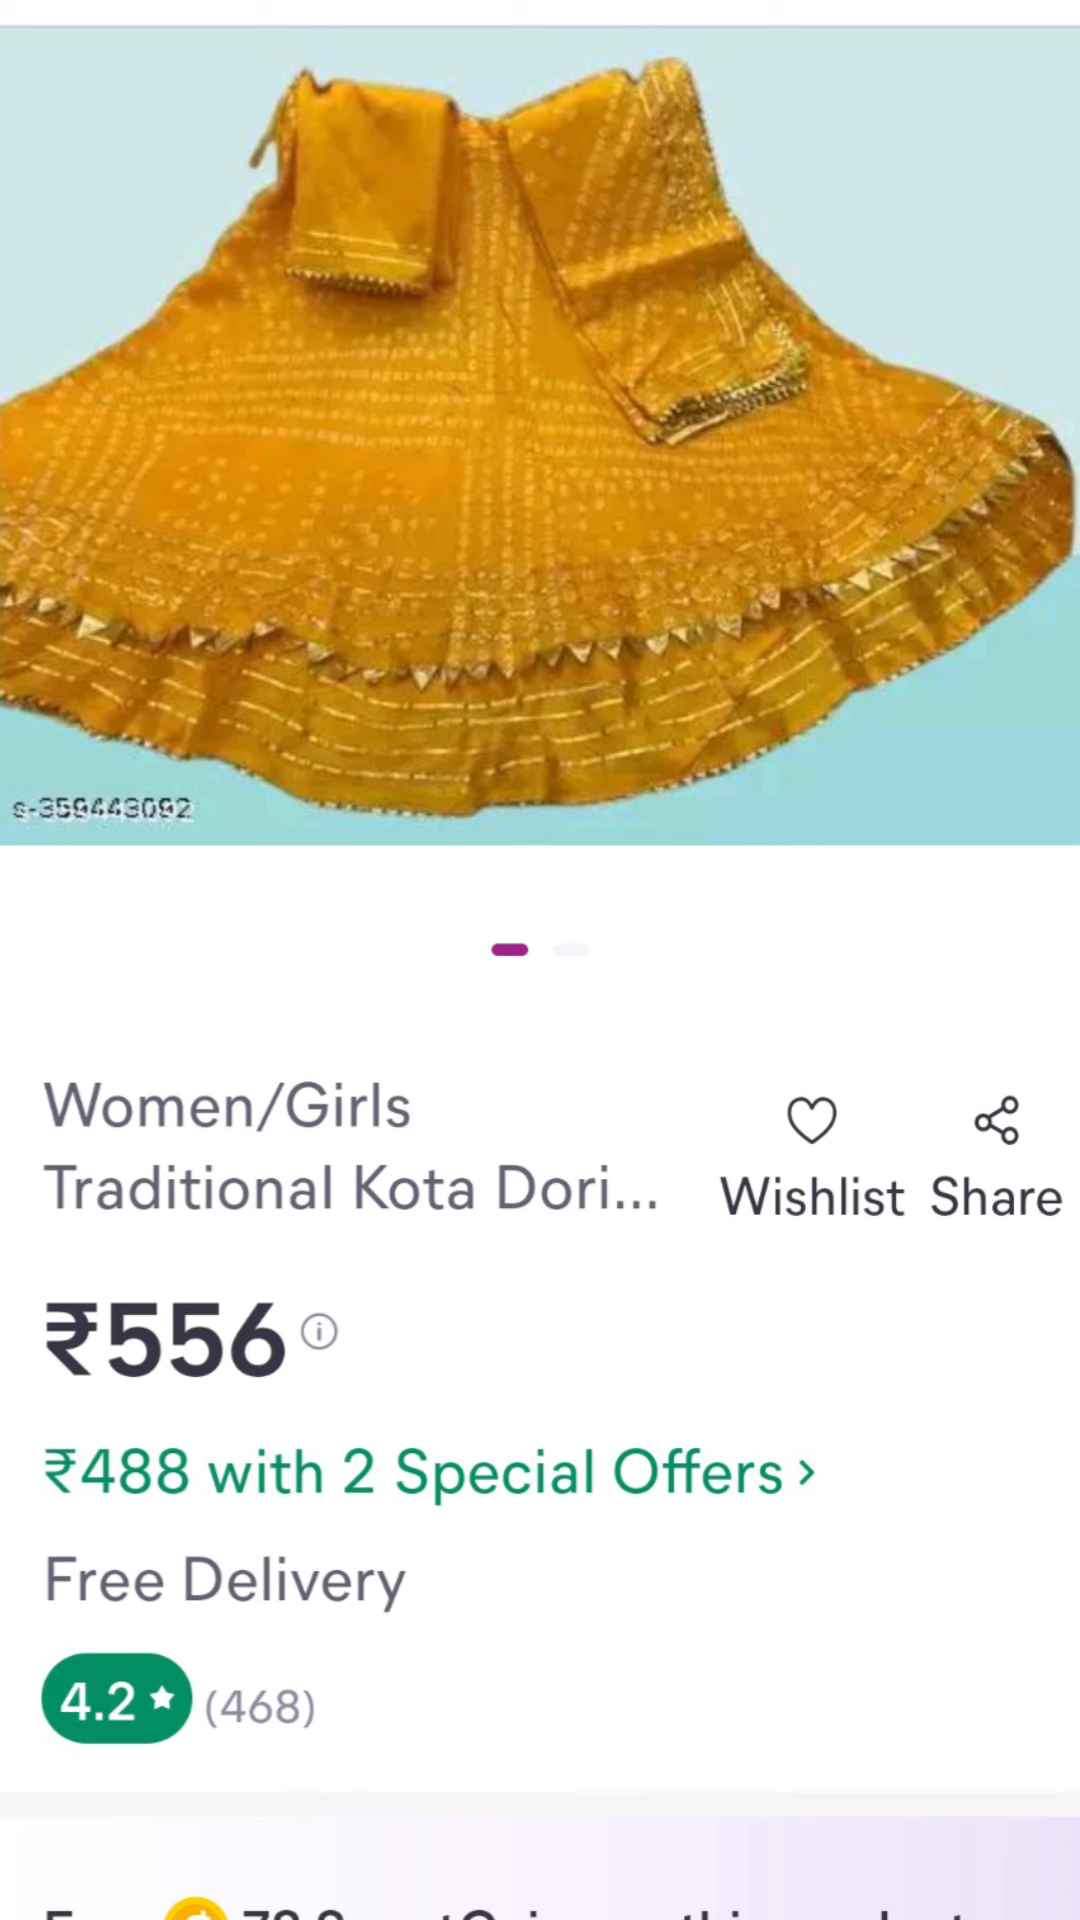 s-359443092
Women/Girls
Traditional Kota Dori...
Wishlist Share
₹556
₹488 with 2 Special Offers
Free Delivery
4.2 ★ (468)